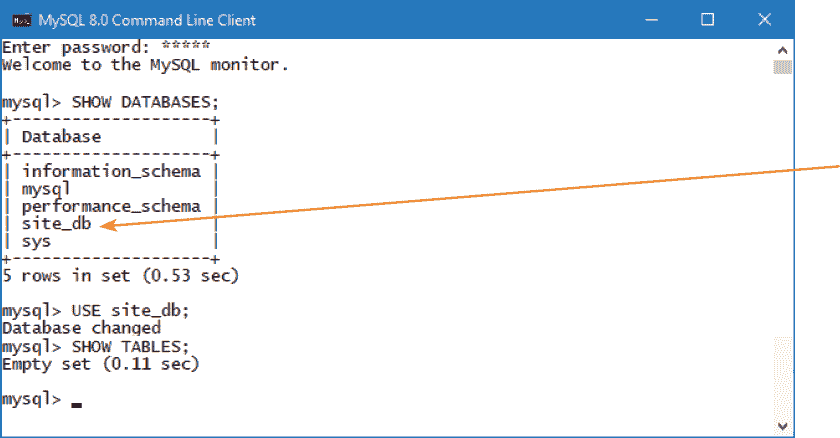 MySQL 8.0 Command Line Client
Enter password: *****
Welcome to the MySQL monitor.
mysql> SHOW DATABASES;
+--------------------+
| Database           |
+--------------------+
| information_schema |
| mysql              |
| performance_schema |
| site_db            |
| sys                |
+--------------------+
5 rows in set (0.53 sec)
mysql> USE site_db;
Database changed
mysql> SHOW TABLES;
Empty set (0.11 sec)
mysql> _